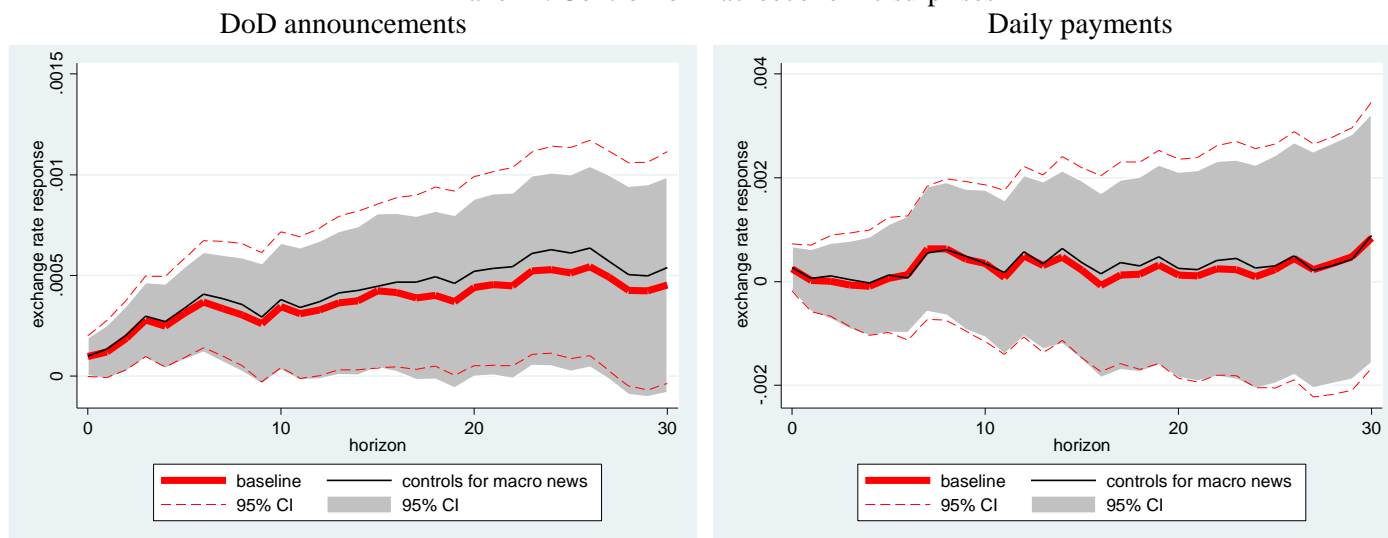 DoD announcements
.0015
.001
.0005
0
exchange rate response
0 10 20 30
horizon
baseline controls for macro news
95% CI 95% CI
Daily payments
.004
.002
0
-.002
exchange rate response
0 10 20 30
horizon
baseline controls for macro news
95% CI 95% CI